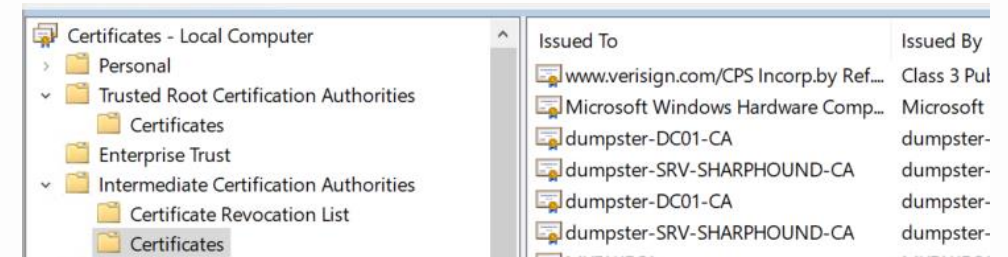 Certificates - Local Computer
Personal
Trusted Root Certification Authorities
Certificates
Enterprise Trust
Intermediate Certification Authorities
Certificate Revocation List
Certificates
Issued To Issued By
www.verisign.com/CPS Incorp.by Ref.... Class 3 Pub
Microsoft Windows Hardware Comp... Microsoft
dumpster-DC01-CA dumpster-
dumpster-SRV-SHARPHOUND-CA dumpster-
dumpster-DC01-CA dumpster-
dumpster-SRV-SHARPHOUND-CA dumpster-